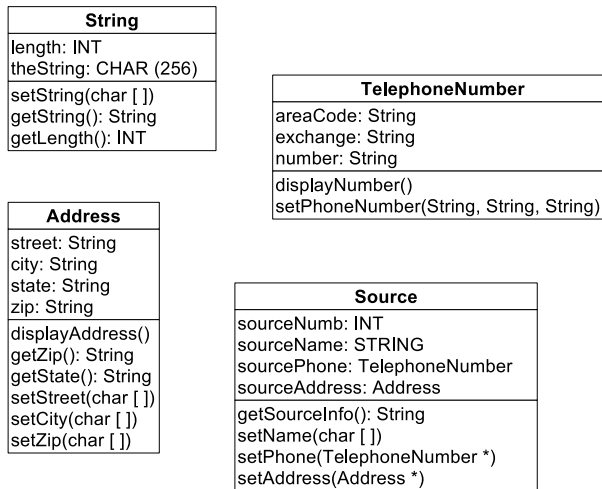 String
length: INT
theString: CHAR (256)
setString(char [ ])
getString(): String
getLength(): INT
TelephoneNumber
areaCode: String
exchange: String
number: String
displayNumber()
setPhoneNumber(String, String, String)
Address
street: String
city: String
state: String
zip: String
displayAddress()
getZip(): String
getState(): String
setStreet(char [ ])
setCity(char [ ])
setZip(char [ ])
Source
sourceNumb: INT
sourceName: STRING
sourcePhone: TelephoneNumber
sourceAddress: Address
getSourceInfo(): String
setName(char [ ])
setPhone(TelephoneNumber *)
setAddress(Address *)